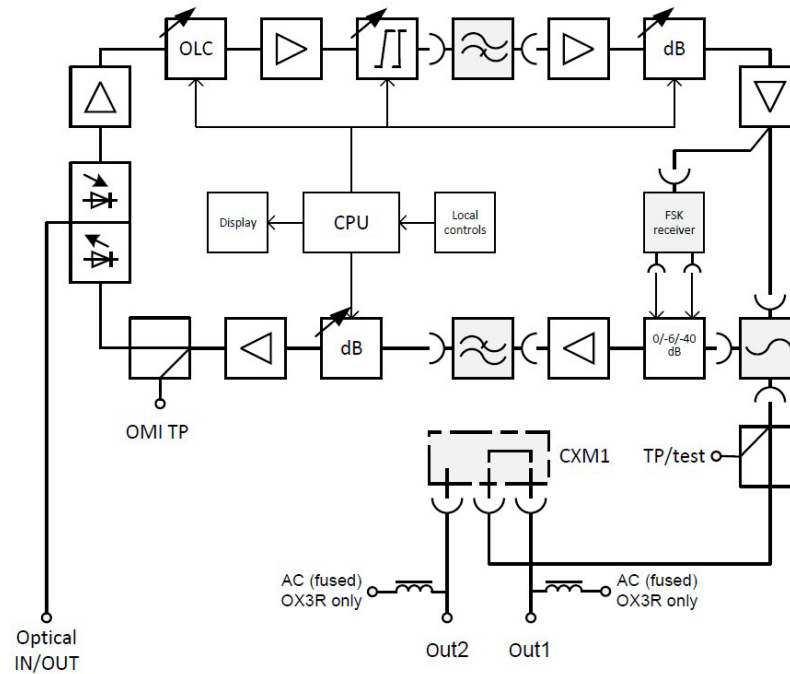 OLC
dB
Display
CPU
Local
controls
FSK
receiver
dB
0/-6/-40
dB
OMI TP
CXM1
TP/test
AC (fused)
OX3R only
AC (fused)
OX3R only
Optical
IN/OUT
Out2
Out1